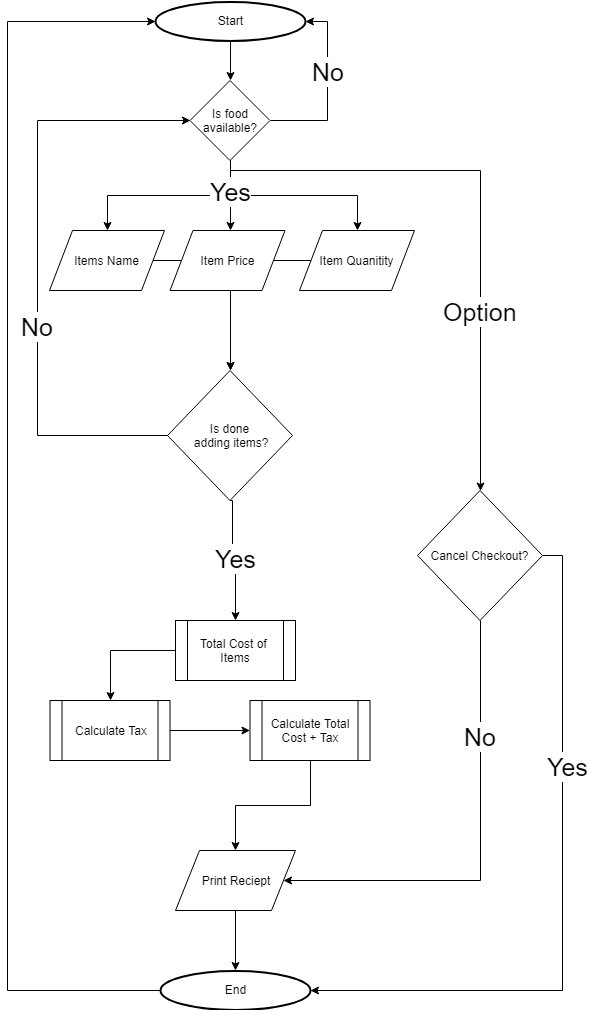 Start
No
Is food
available?
Yes
Items Name
Item Price
Item Quanitity
Option
No
Is done
adding items?
Cancel Checkout?
Yes
Total Cost of
Items
Calculate Tax
Calculate Total
Cost + Tax
No
Yes
Print Reciept
End